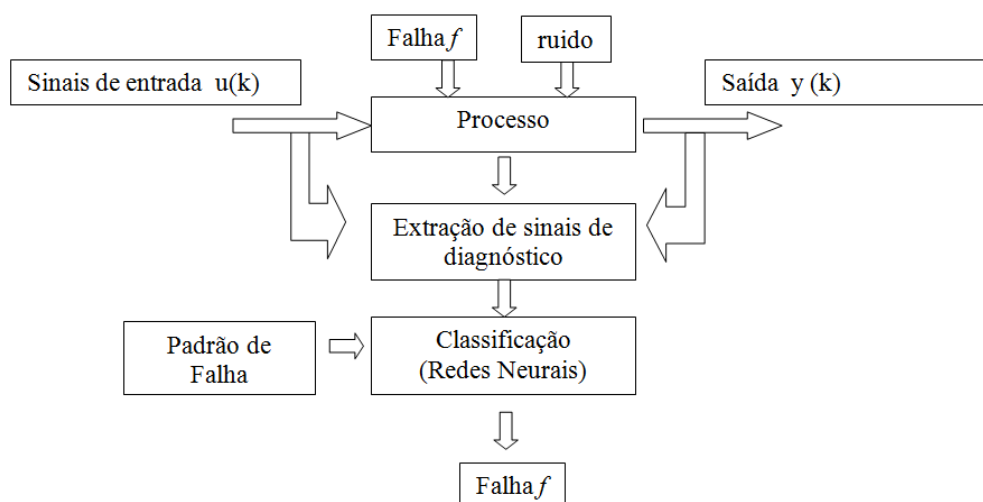 Falha f
ruido
Sinais de entrada u(k)
Saída y (k)
Processo
Extração de sinais de
diagnóstico
Padrão de
Falha
Classificação
(Redes Neurais)
Falha f